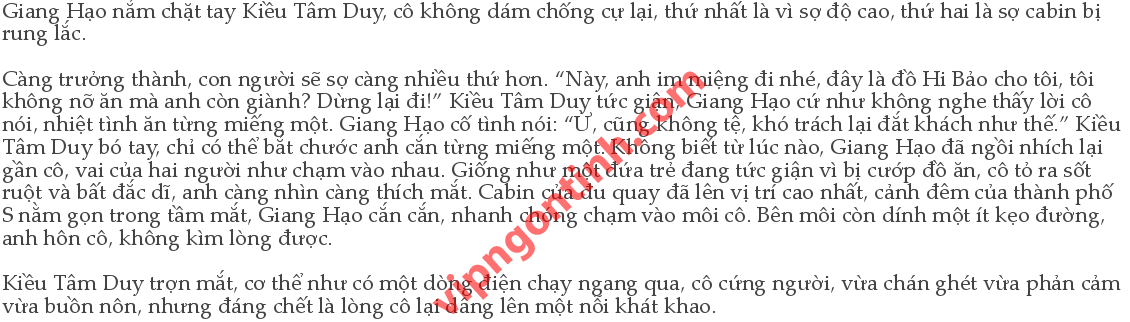 Giang Hạo nắm chặt tay Kiều Tâm Duy, cô không dám chống cự lại, thứ nhất là vì sợ độ cao, thứ hai là sợ cabin bị
rung lắc.
Càng trưởng thành, con người sẽ sợ càng nhiều thứ hơn. “Này, anh im miệng đi nhé, đây là đồ Hi Bảo cho tôi, tôi
không nỡ ăn mà anh còn giành? Dừng lại đi!” Kiều Tâm Duy tức giận, Giang Hạo cứ như không nghe thấy lời cô
nói, nhiệt tình ăn từng miếng một. Giang Hạo cố tình nói: “Ừ, cũng không tệ, khó trách lại đắt khách như thế.” Kiều
Tâm Duy bó tay, chỉ có thể bắt chước anh cắn từng miếng một. Không biết từ lúc nào, Giang Hạo đã ngồi nhích lại
gần cô, vai của hai người như chạm vào nhau. Giống như một đứa trẻ đang tức giận vì bị cướp đồ ăn, cô tỏ ra sốt
ruột và bất đắc dĩ, anh càng nhìn càng thích mắt. Cabin của đu quay đã lên vị trí cao nhất, cảnh đêm của thành phố
S nằm gọn trong tầm mắt, Giang Hạo cắn cắn, nhanh chóng chạm vào môi cô. Bên môi còn dính một ít kẹo đường,
anh hôn cô, không kìm lòng được.
Kiều Tâm Duy trợn mắt, cơ thể như có một dòng điện chạy ngang qua, cô cứng người, vừa chán ghét vừa phản cảm
vừa buồn nôn, nhưng đáng chết là lòng cô lại dâng lên một nỗi khát khao.
vipngontinh.com